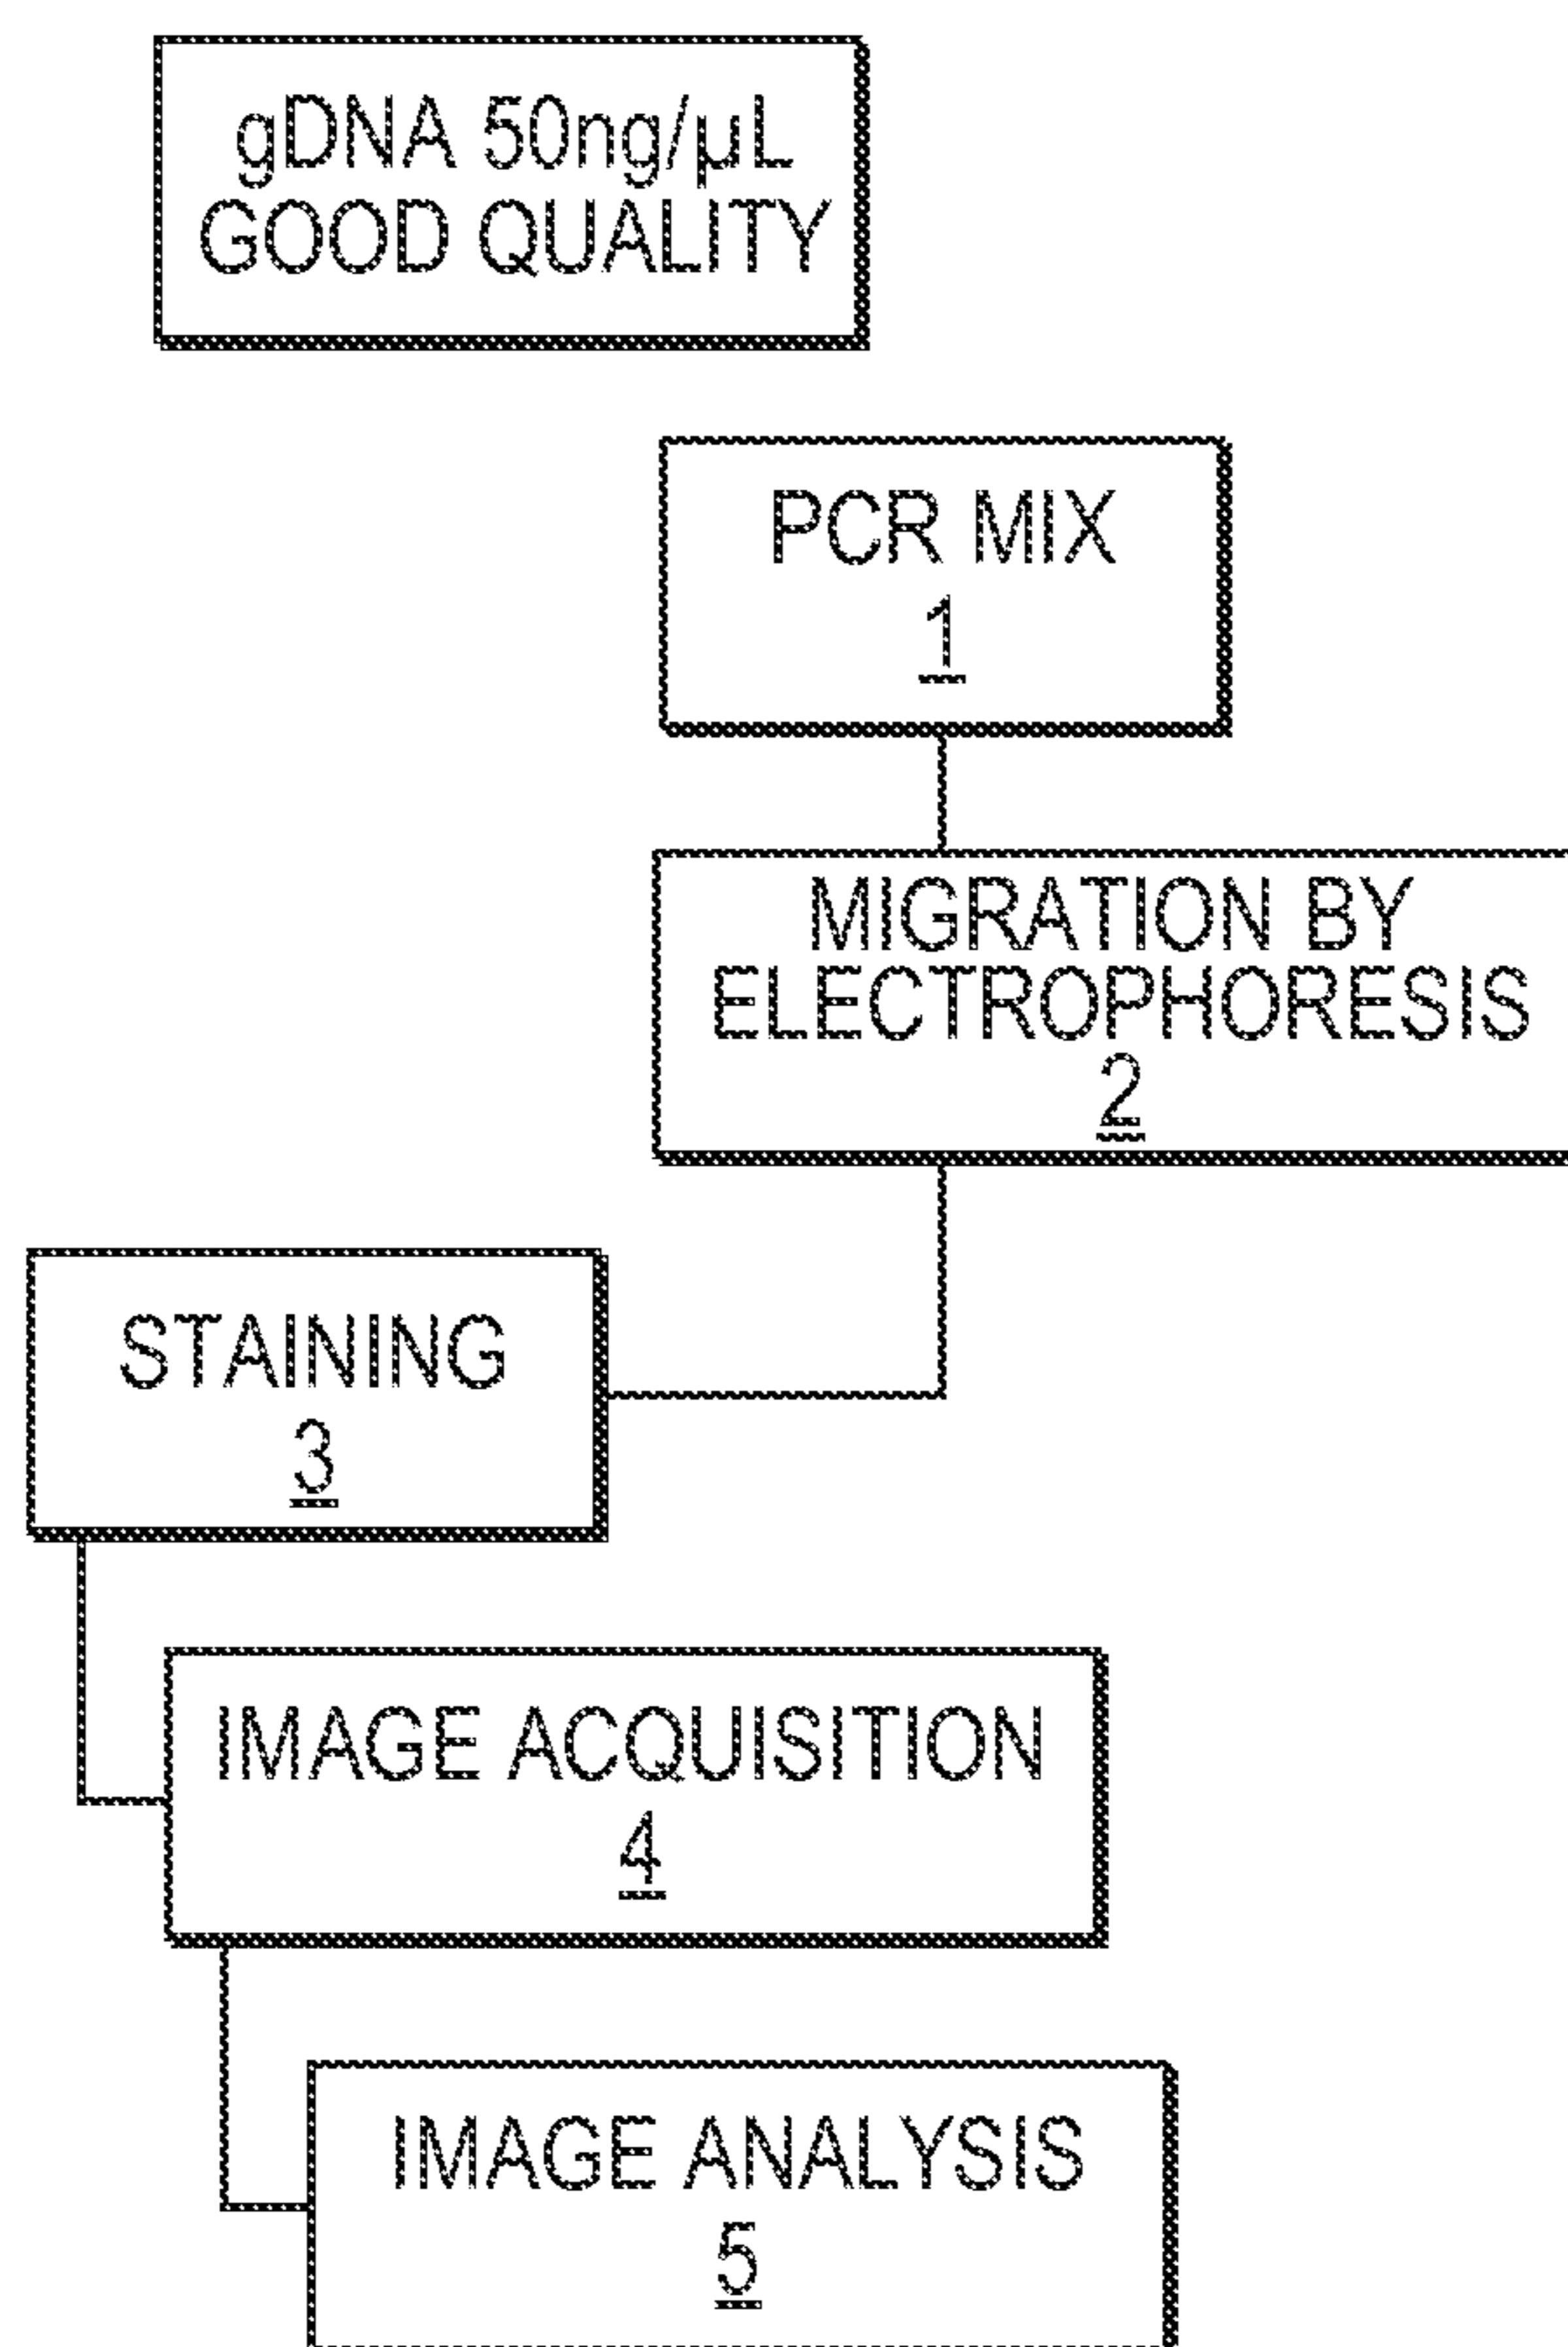 gDNA 50ng/µL
GOOD QUALITY
PCR MIX
1
MIGRATION BY
ELECTROPHORESIS
2
STAINING
3
IMAGE ACQUISITION
4
IMAGE ANALYSIS
5